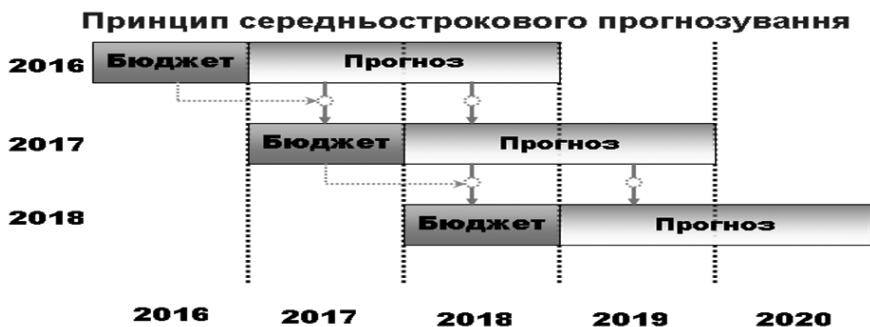 Принцип середньострокового прогнозування
2016 Бюджет Прогноз
2017 Бюджет Прогноз
2018 Бюджет Прогноз
2016 2017 2018 2019 2020